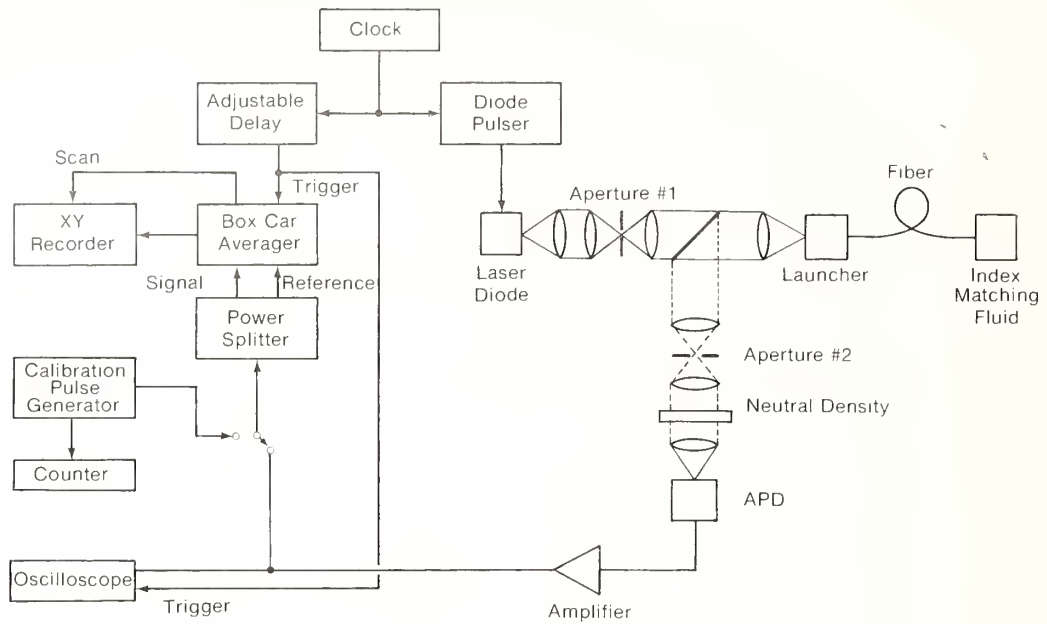 Clock
Adjustable
Delay
Diode
Pulser
Scan
Trigger
XY
Recorder
Box Car
Averager
Signal
Reference
Power
Splitter
Calibration
Pulse
Generator
Counter
Oscilloscope
Trigger
Aperture #1
Laser
Diode
Launcher
Fiber
Index
Matching
Fluid
Aperture #2
Neutral Density
APD
Amplifier